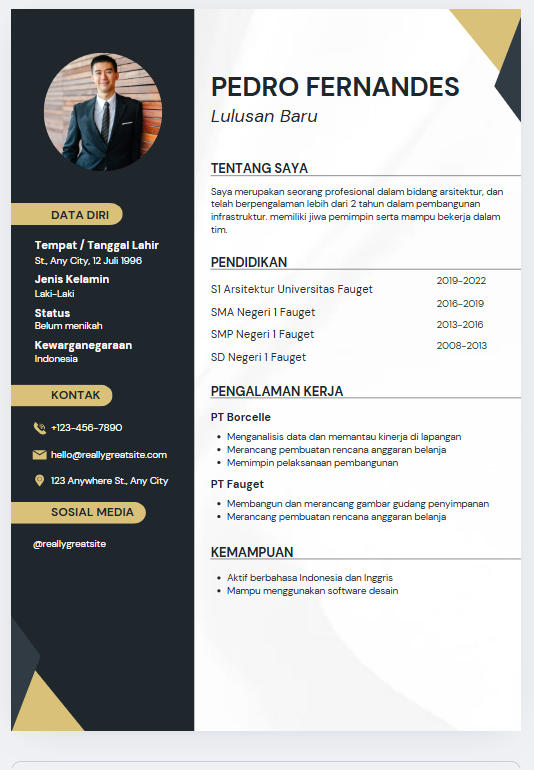 PEDRO FERNANDES
Lulusan Baru
DATA DIRI
Tempat / Tanggal Lahir
St., Any City, 12 Juli 1996
Jenis Kelamin
Laki-Laki
Status
Belum menikah
Kewarganegaraan
Indonesia
KONTAK
+123-456-7890
hello@reallygreatsite.com
123 Anywhere St., Any City
SOSIAL MEDIA
@reallygreatsite
TENTANG SAYA
Saya merupakan seorang profesional dalam bidang arsitektur, dan
telah berpengalaman lebih dari 2 tahun dalam pembangunan
infrastruktur. memiliki jiwa pemimpin serta mampu bekerja dalam
tim.
PENDIDIKAN
S1 Arsitektur Universitas Fauget 2019-2022
SMA Negeri 1 Fauget 2016-2019
SMP Negeri 1 Fauget 2013-2016
SD Negeri 1 Fauget 2008-2013
PENGALAMAN KERJA
PT Borcelle
• Menganalisis data dan memantau kinerja di lapangan
• Merancang pembuatan rencana anggaran belanja
• Memimpin pelaksanaan pembangunan
PT Fauget
• Membangun dan merancang gambar gudang penyimpanan
• Merancang pembuatan rencana anggaran belanja
KEMAMPUAN
• Aktif berbahasa Indonesia dan Inggris
• Mampu menggunakan software desain